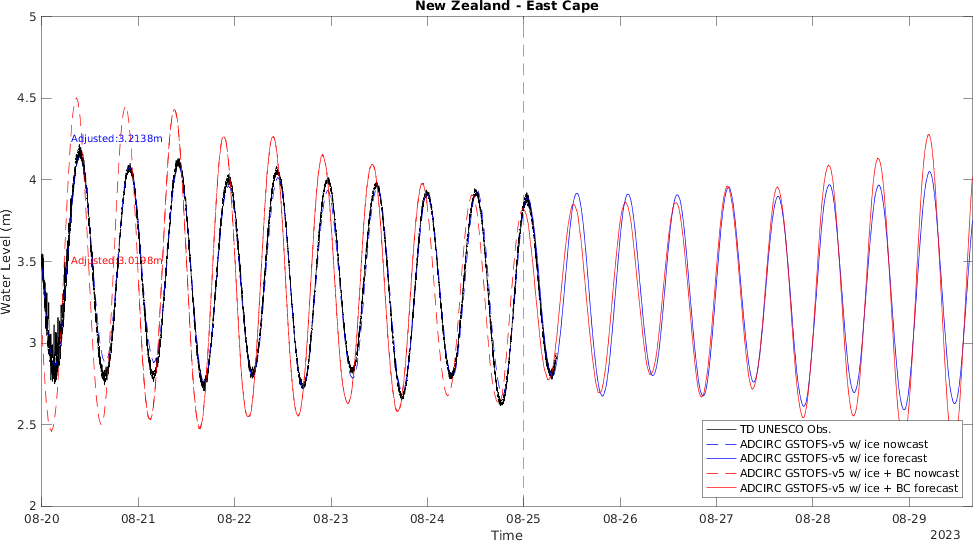 New Zealand - East Cape
5
4.5
4
3.5
3
2.5
2
Water Level (m)
Adjusted:3.2138m
Adjusted:3.0198m
TD UNESCO Obs.
ADCIRC GSTOFS-v5 w/ ice nowcast
ADCIRC GSTOFS-v5 w/ ice forecast
ADCIRC GSTOFS-v5 w/ ice + BC nowcast
ADCIRC GSTOFS-v5 w/ ice + BC forecast
08-20 08-21 08-22 08-23 08-24 08-25 08-26 08-27 08-28 08-29
Time
2023